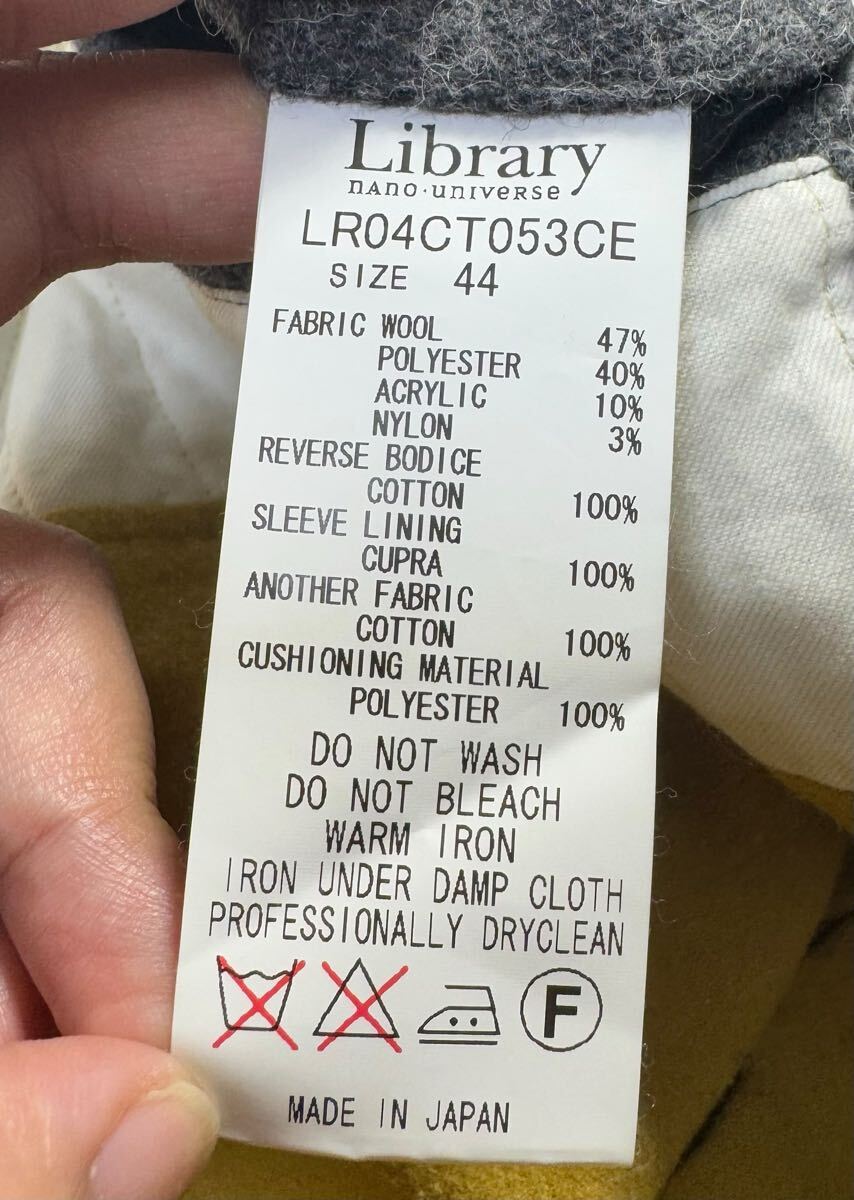 Library
nano·universe
LR04CT053CE
SIZE 44
FABRIC WOOL 47%
POLYESTER 40%
ACRYLIC 10%
NYLON 3%
REVERSE BODICE
COTTON 100%
SLEEVE LINING
CUPRA 100%
ANOTHER FABRIC
COTTON 100%
CUSHIONING MATERIAL
POLYESTER 100%
DO NOT WASH
DO NOT BLEACH
WARM IRON
IRON UNDER DAMP CLOTH
PROFESSIONALLY DRYCLEAN
F
MADE IN JAPAN